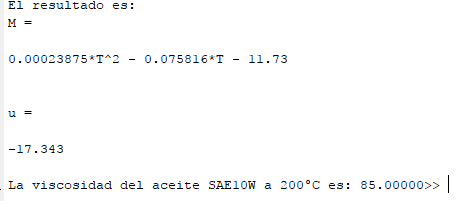 El resultado es:
M =
0.00023875*T^2 - 0.075816*T - 11.73
u =
-17.343
La viscosidad del aceite SAE10W a 200°C es: 85.00000>>